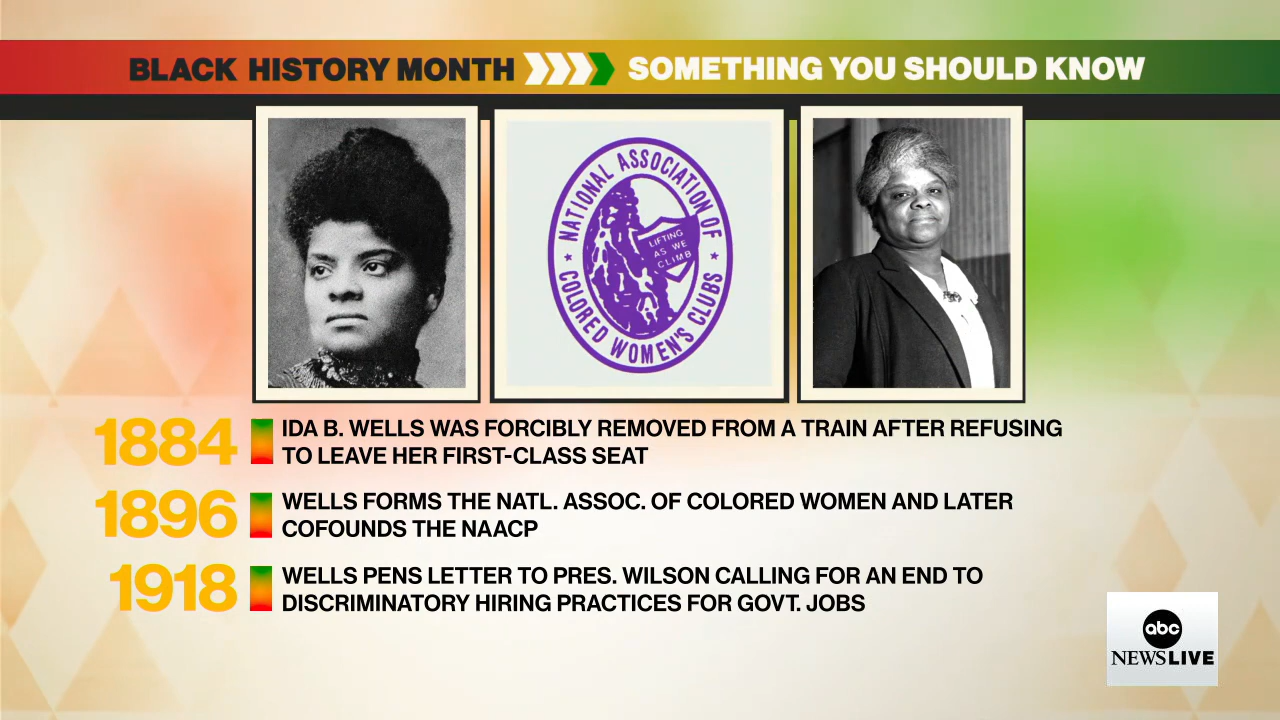 BLACK HISTORY MONTH
SOMETHING YOU SHOULD KNOW
NATIONAL ASSOCIATION OF
COLORED WOMEN'S CLUBS
LIFTING
AS WE
CLIMB
1884
IDA B. WELLS WAS FORCIBLY REMOVED FROM A TRAIN AFTER REFUSING
TO LEAVE HER FIRST-CLASS SEAT
1896
WELLS FORMS THE NATL. ASSOC. OF COLORED WOMEN AND LATER
COFOUNDS THE NAACP
1918
WELLS PENS LETTER TO PRES. WILSON CALLING FOR AN END TO
DISCRIMINATORY HIRING PRACTICES FOR GOVT. JOBS
abc
NEWS LIVE